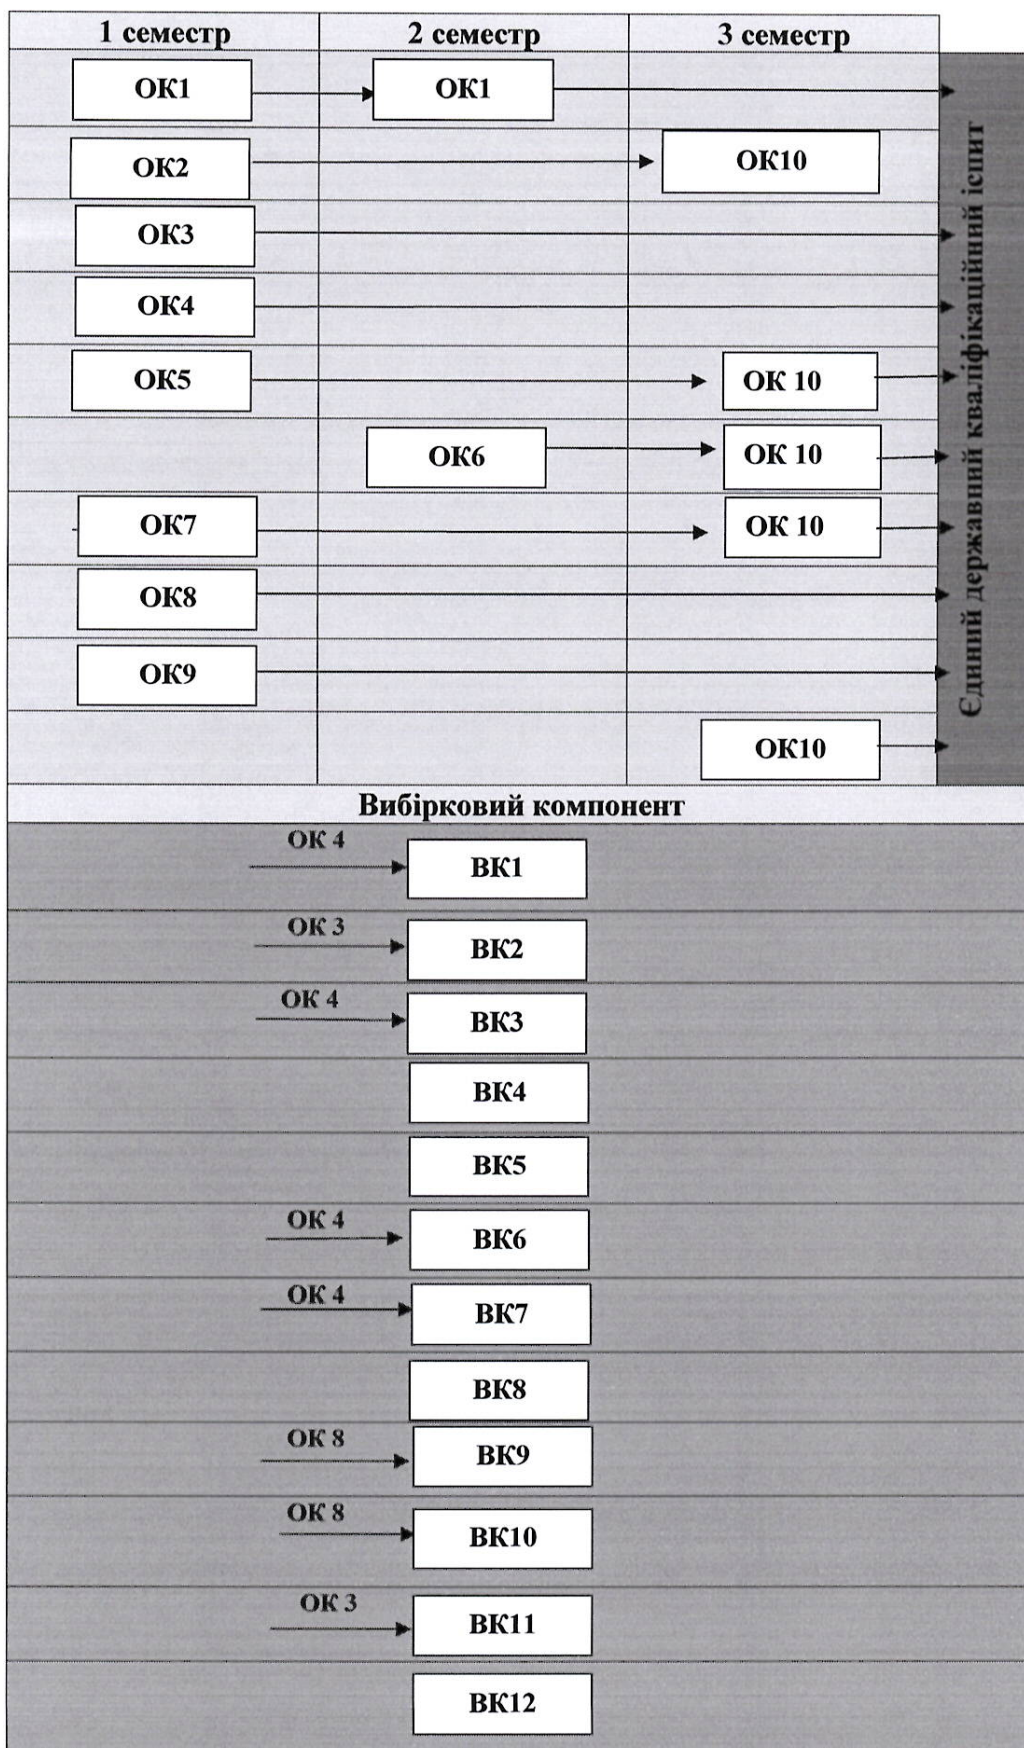 1 семестр 2 семестр 3 семестр
ОК1 ОК1
ОК2 ОК10
ОК3
ОК4
ОК5 ОК 10
ОК6 ОК 10
ОК7 ОК 10
ОК8
ОК9
ОК10
Єдиний державний кваліфікаційний іспит
Вибірковий компонент
ОК 4 ВК1
ОК 3 ВК2
ОК 4 ВК3
ВК4
ВК5
ОК 4 ВК6
ОК 4 ВК7
ВК8
ОК 8 ВК9
ОК 8 ВК10
ОК 3 ВК11
ВК12